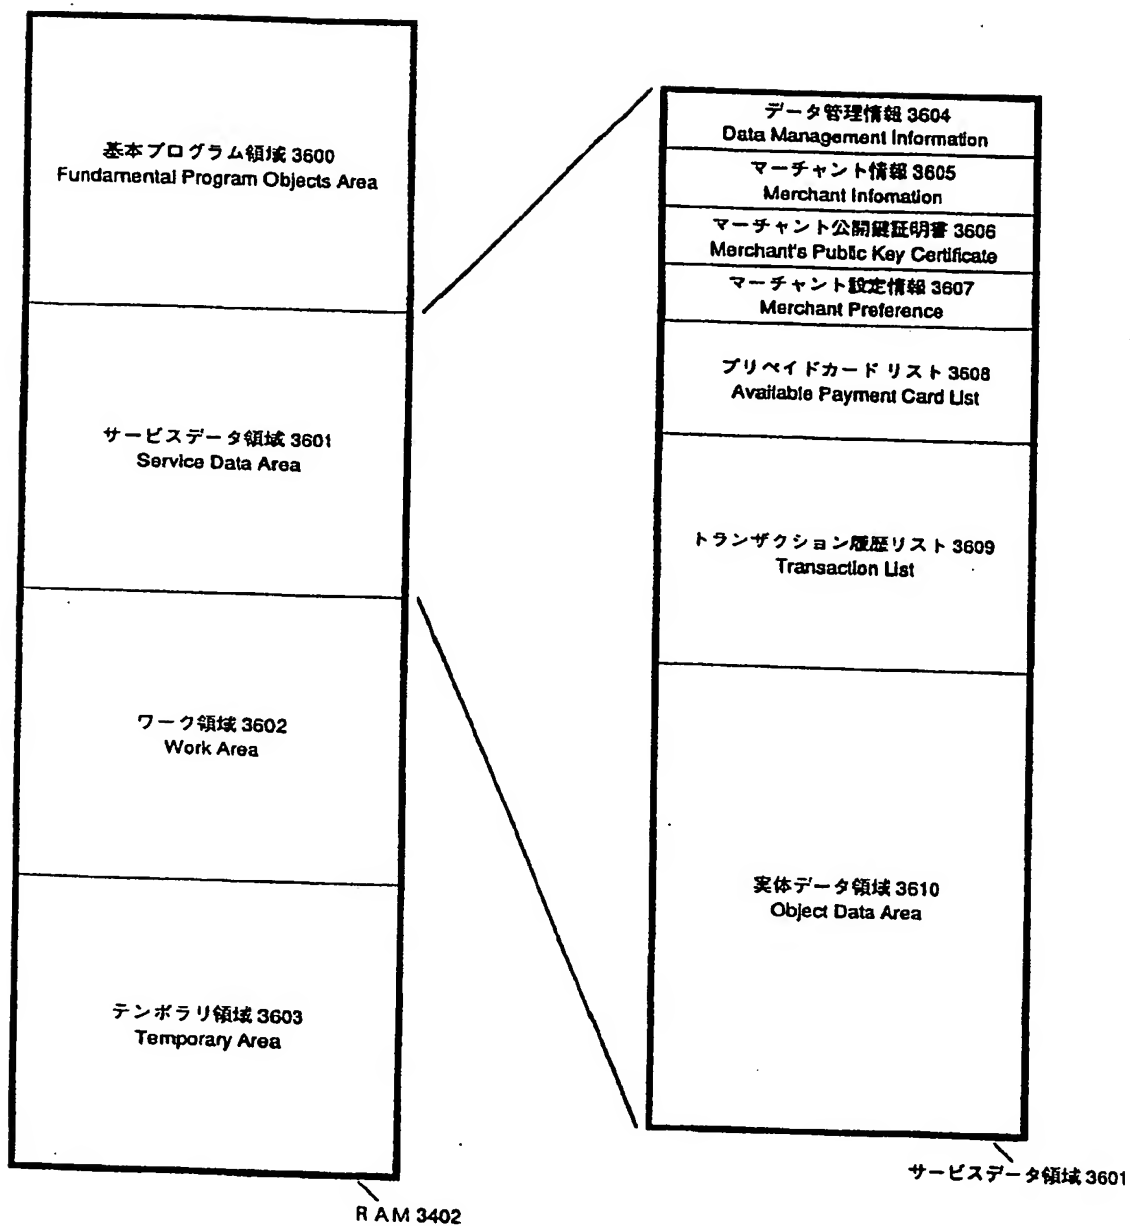 基本プログラム領域 3600
Fundamental Program Objects Area
サービスデータ領域 3601
Service Data Area
ワーク領域 3602
Work Area
テンポラリ領域 3603
Temporary Area
RAM 3402
データ管理情報 3604
Data Management Information
マーチャント情報 3605
Merchant Infomation
マーチャント公開鍵証明書 3606
Merchant's Public Key Certificate
マーチャント設定情報 3607
Merchant Preference
プリペイドカード リスト 3608
Available Payment Card List
トランザクション履歴リスト 3609
Transaction List
実体データ領域 3610
Object Data Area
サービスデータ領域 3601